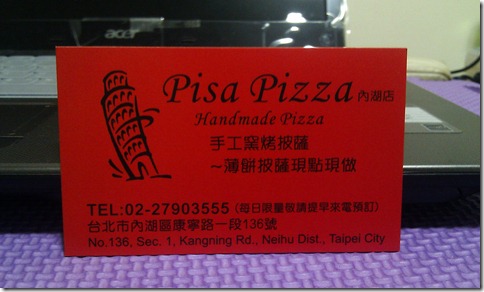 acer
Pisa Pizza 內湖店
Handmade Pizza
手工窯烤披薩
~薄餅披薩現點現做
TEL:02-27903555 (每日限量敬請提早來電預訂)
台北市內湖區康寧路一段136號
No.136, Sec. 1, Kangning Rd., Neihu Dist., Taipei City